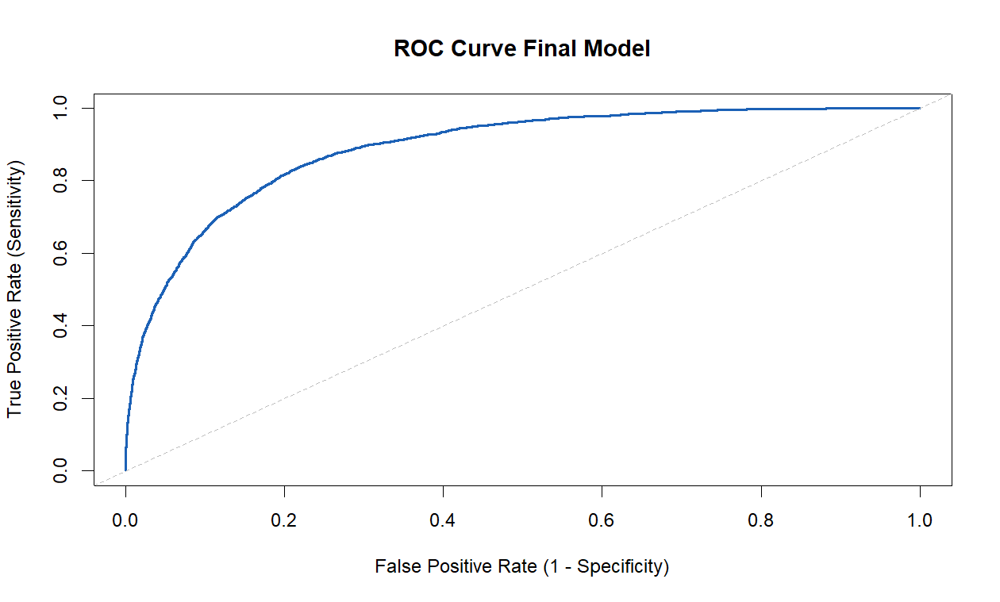 ROC Curve Final Model
True Positive Rate (Sensitivity)
1.0
0.8
0.6
0.4
0.2
0.0
0.0 0.2 0.4 0.6 0.8 1.0
False Positive Rate (1 - Specificity)